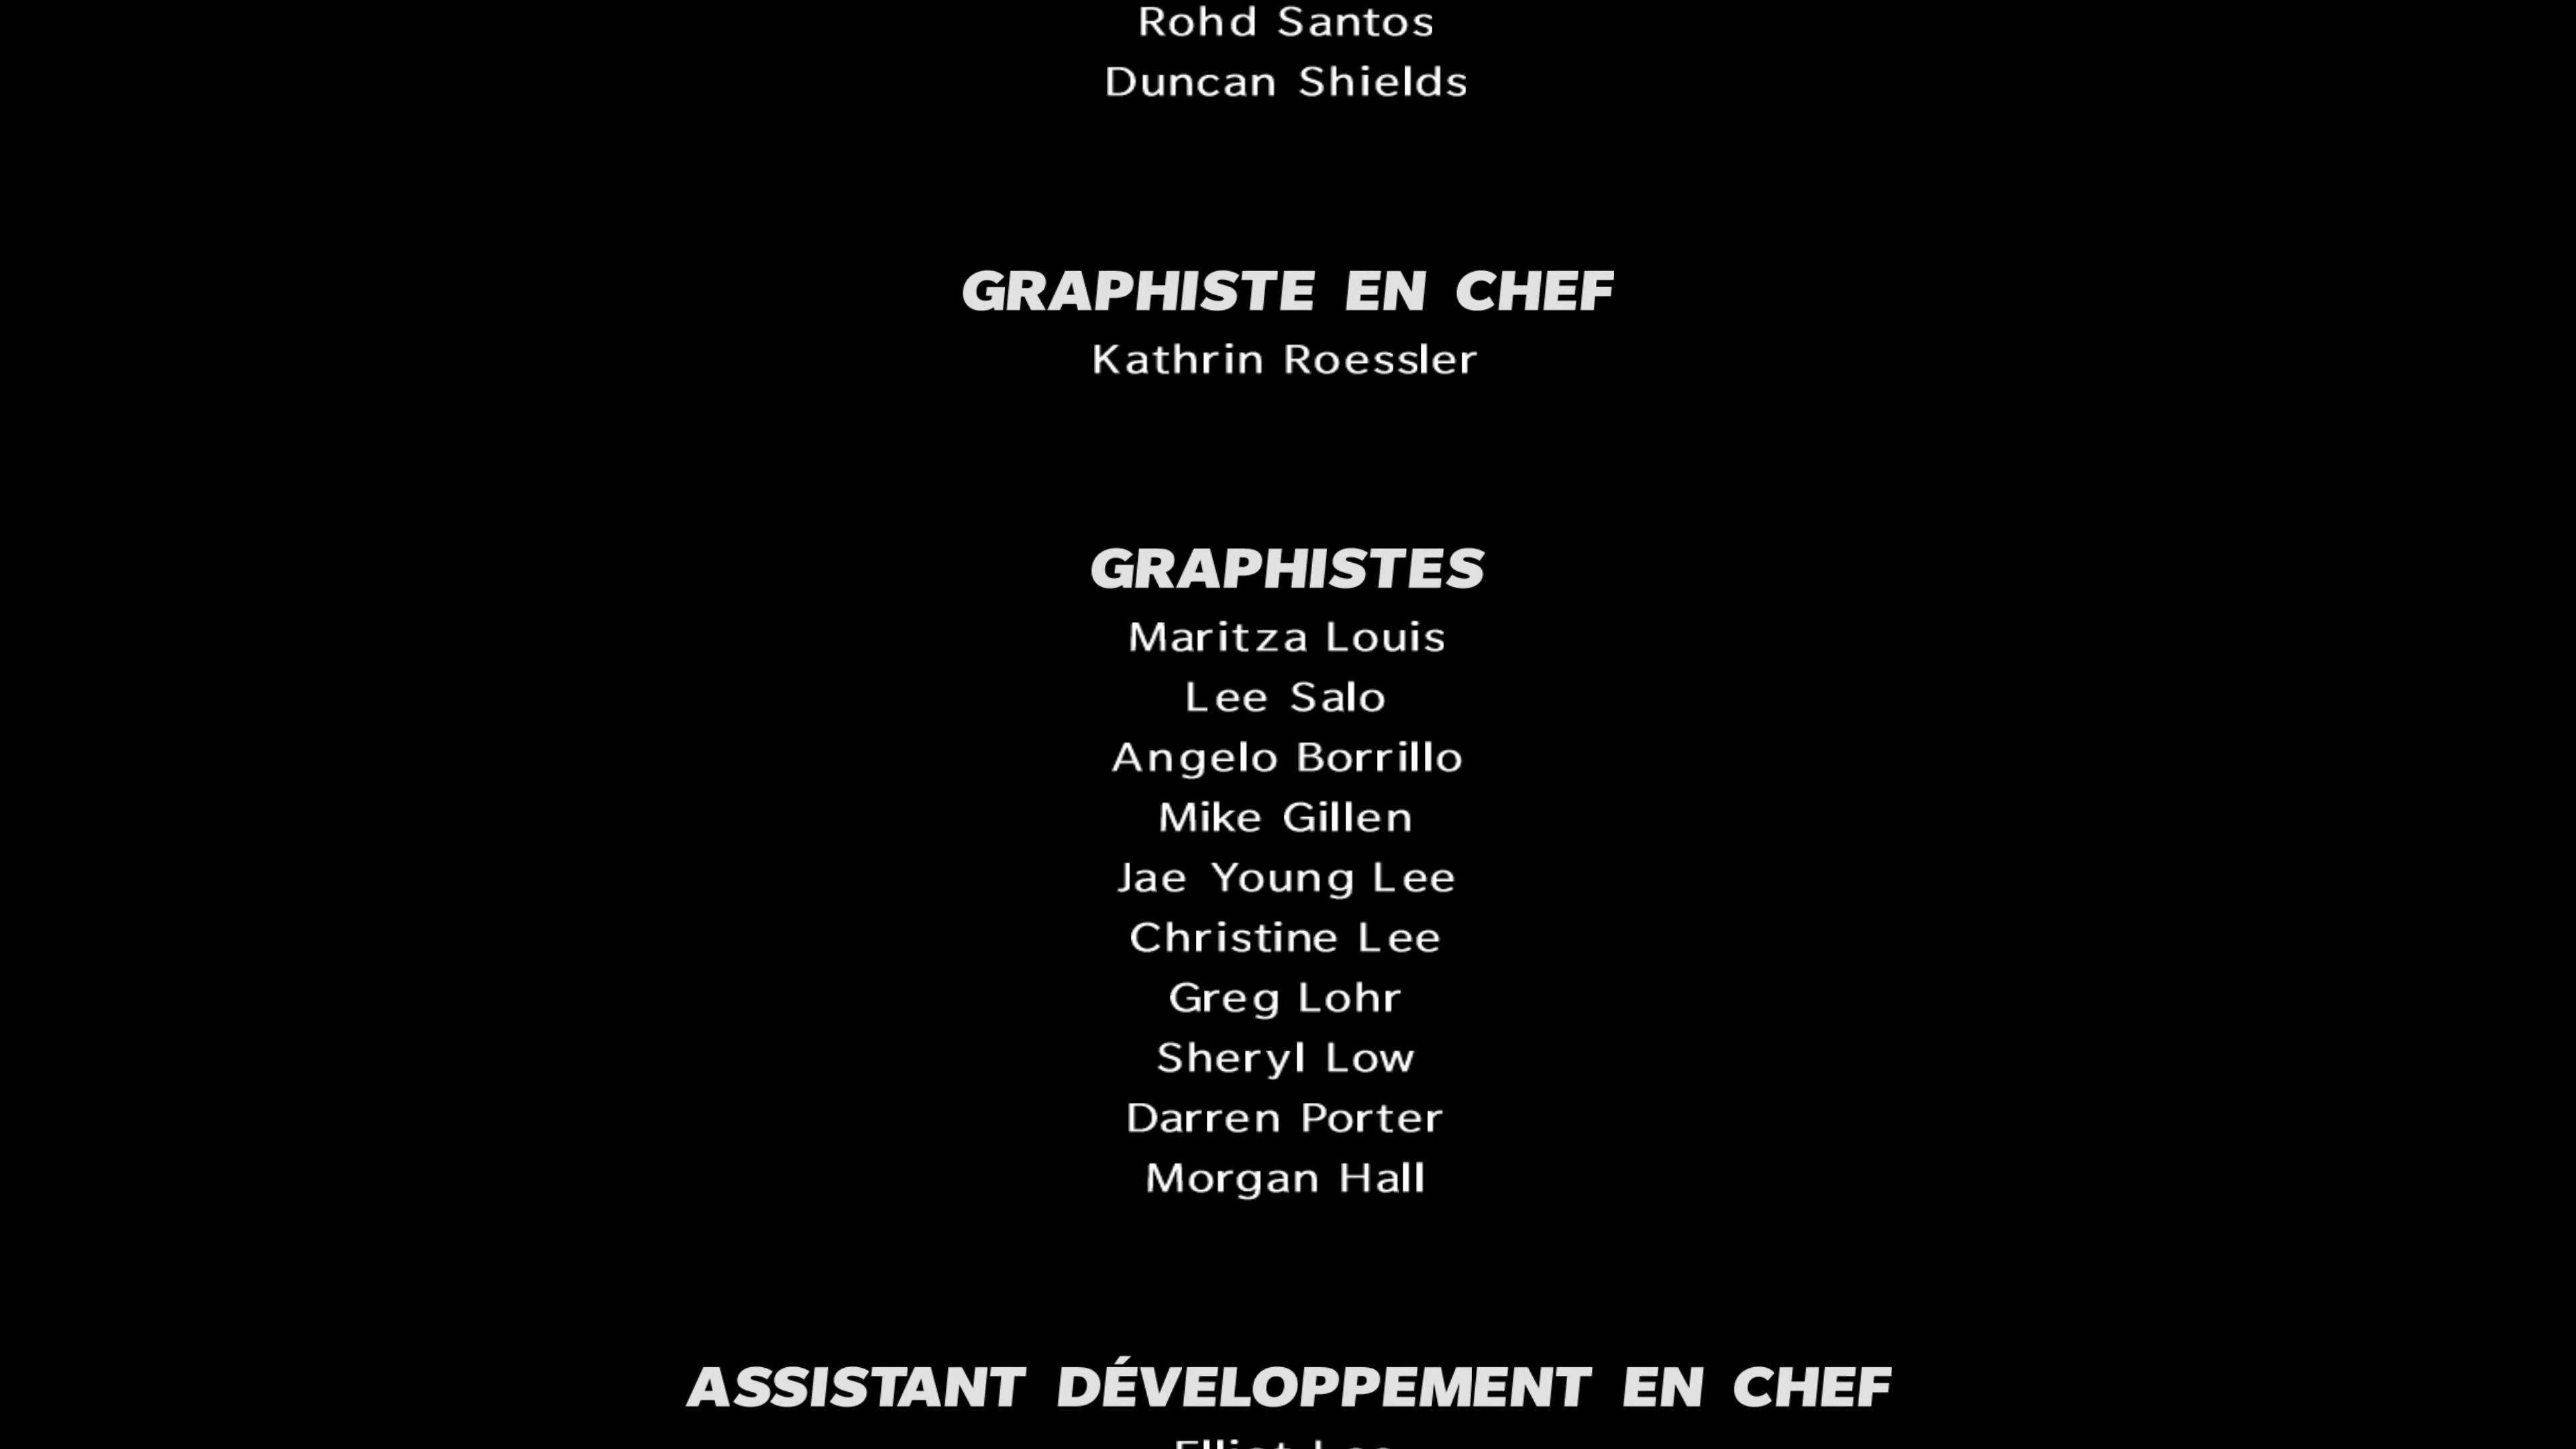 Rohd Santos
Duncan Shields
GRAPHISTE EN CHEF
Kathrin Roessler
GRAPHISTES
Maritza Louis
Lee Salo
Angelo Borrillo
Mike Gillen
Jae Young Lee
Christine Lee
Greg Lohr
Sheryl Low
Darren Porter
Morgan Hall
ASSISTANT DÉVELOPPEMENT EN CHEF